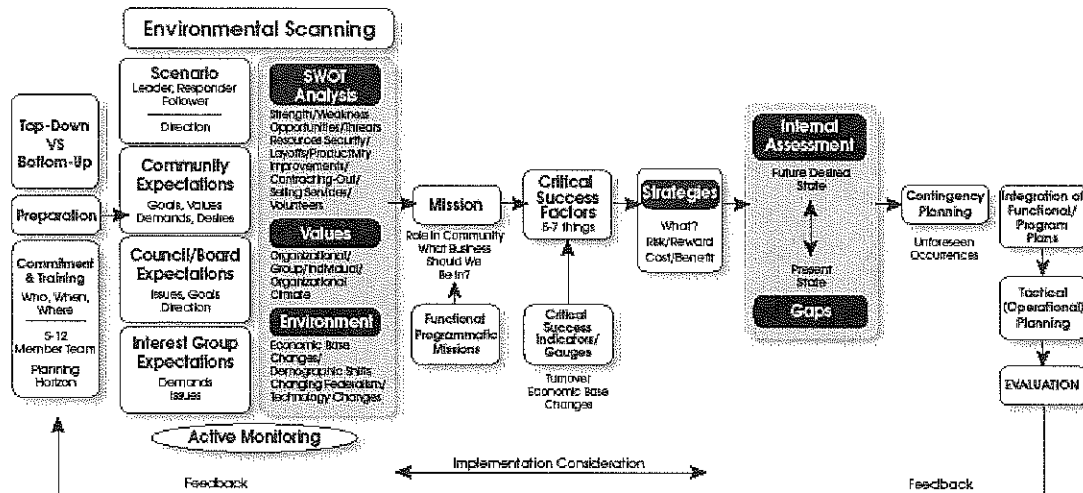 Environmental Scanning
Top-Down
VS
Bottom-Up
Preparation
Commitment
& Training
Who, When,
Where
5-12
Member Team
Planning
Horizon
Scenario
Leader, Responder
Follower
Direction
Community
Expectations
Goals, Values
Demands, Desires
Council/Board
Expectations
Issues, Goals
Direction
Interest Group
Expectations
Demands
Issues
SWOT
Analysis
Strength/Weakness
Opportunities/Threats
Resources Security/
Layoffs/Productivity
Improvements/
Contracting-Out/
Selling Services/
Volunteers
Values
Organizational/
Group/Individual/
Organizational
Climate
Environment
Economic Base
Changes/
Demographic Shifts
Changing Federalism/
Technology Changes
Active Monitoring
Mission
Role In Community
What Business
Should We
Be In?
Functional
Programmatic
Missions
Critical
Success
Factors
5-7 things
Critical
Success
Indicators/
Gauges
Turnover
Economic Base
Changes
Strategies
What?
Risk/Reward
Cost/Benefit
Internal
Assessment
Future Desired
State
Present
State
Gaps
Contingency
Planning
Unforeseen
Occurrences
Integration of
Functional/
Program
Plans
Tactical
(Operational)
Planning
EVALUATION
Implementation Consideration
Feedback
Feedback